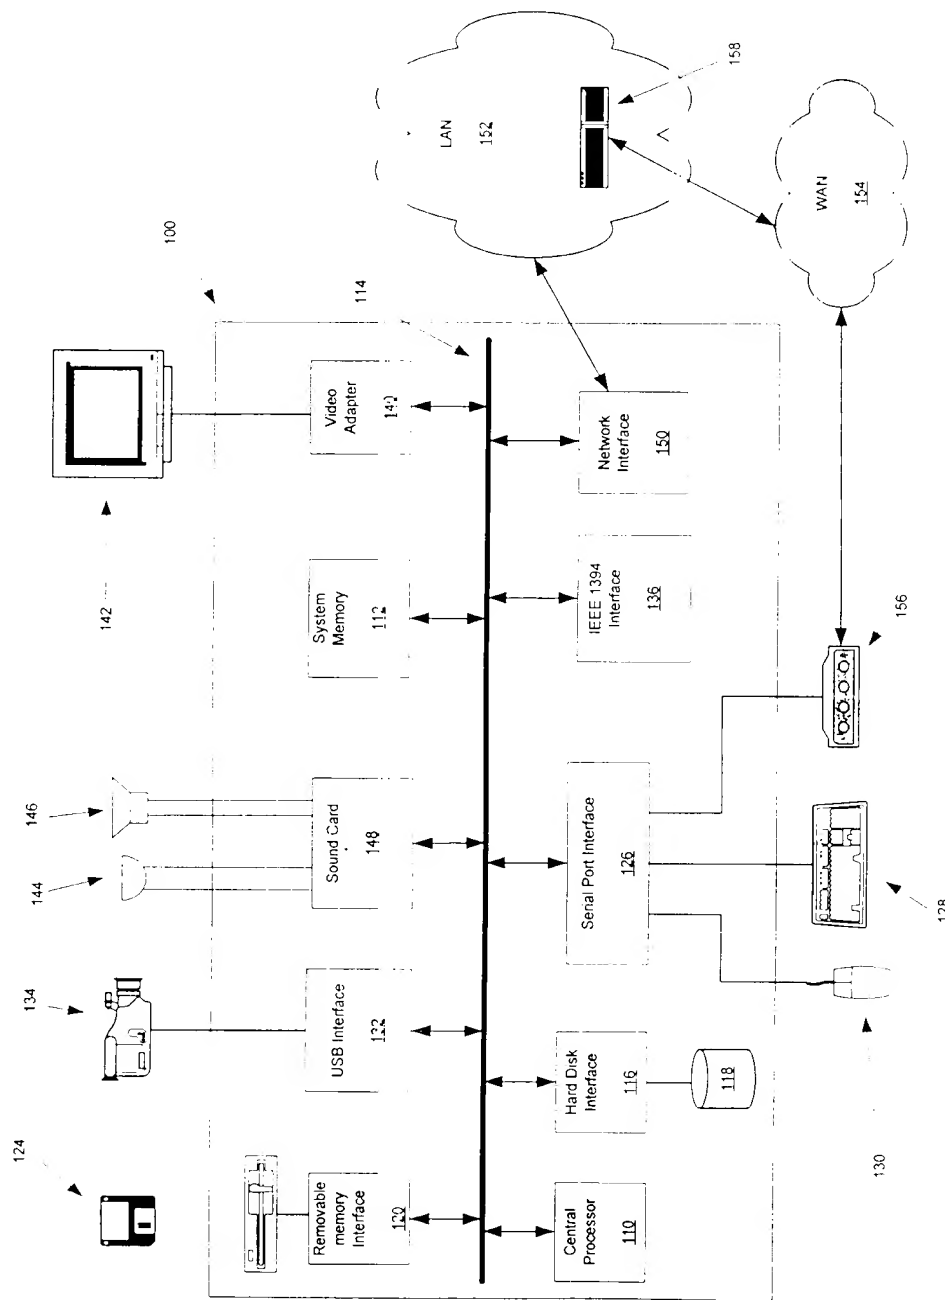 124
134
144
146
142
100
Removable
memory
Interface
120
USB Interface
132
Sound Card
148
System
Memory
112
Video
Adapter
140
114
LAN
152
158
Central
Processor
110
Hard Disk
Interface
116
118
Serial Port Interface
126
IEEE 1394
Interface
136
Network
Interface
150
WAN
154
130
128
156